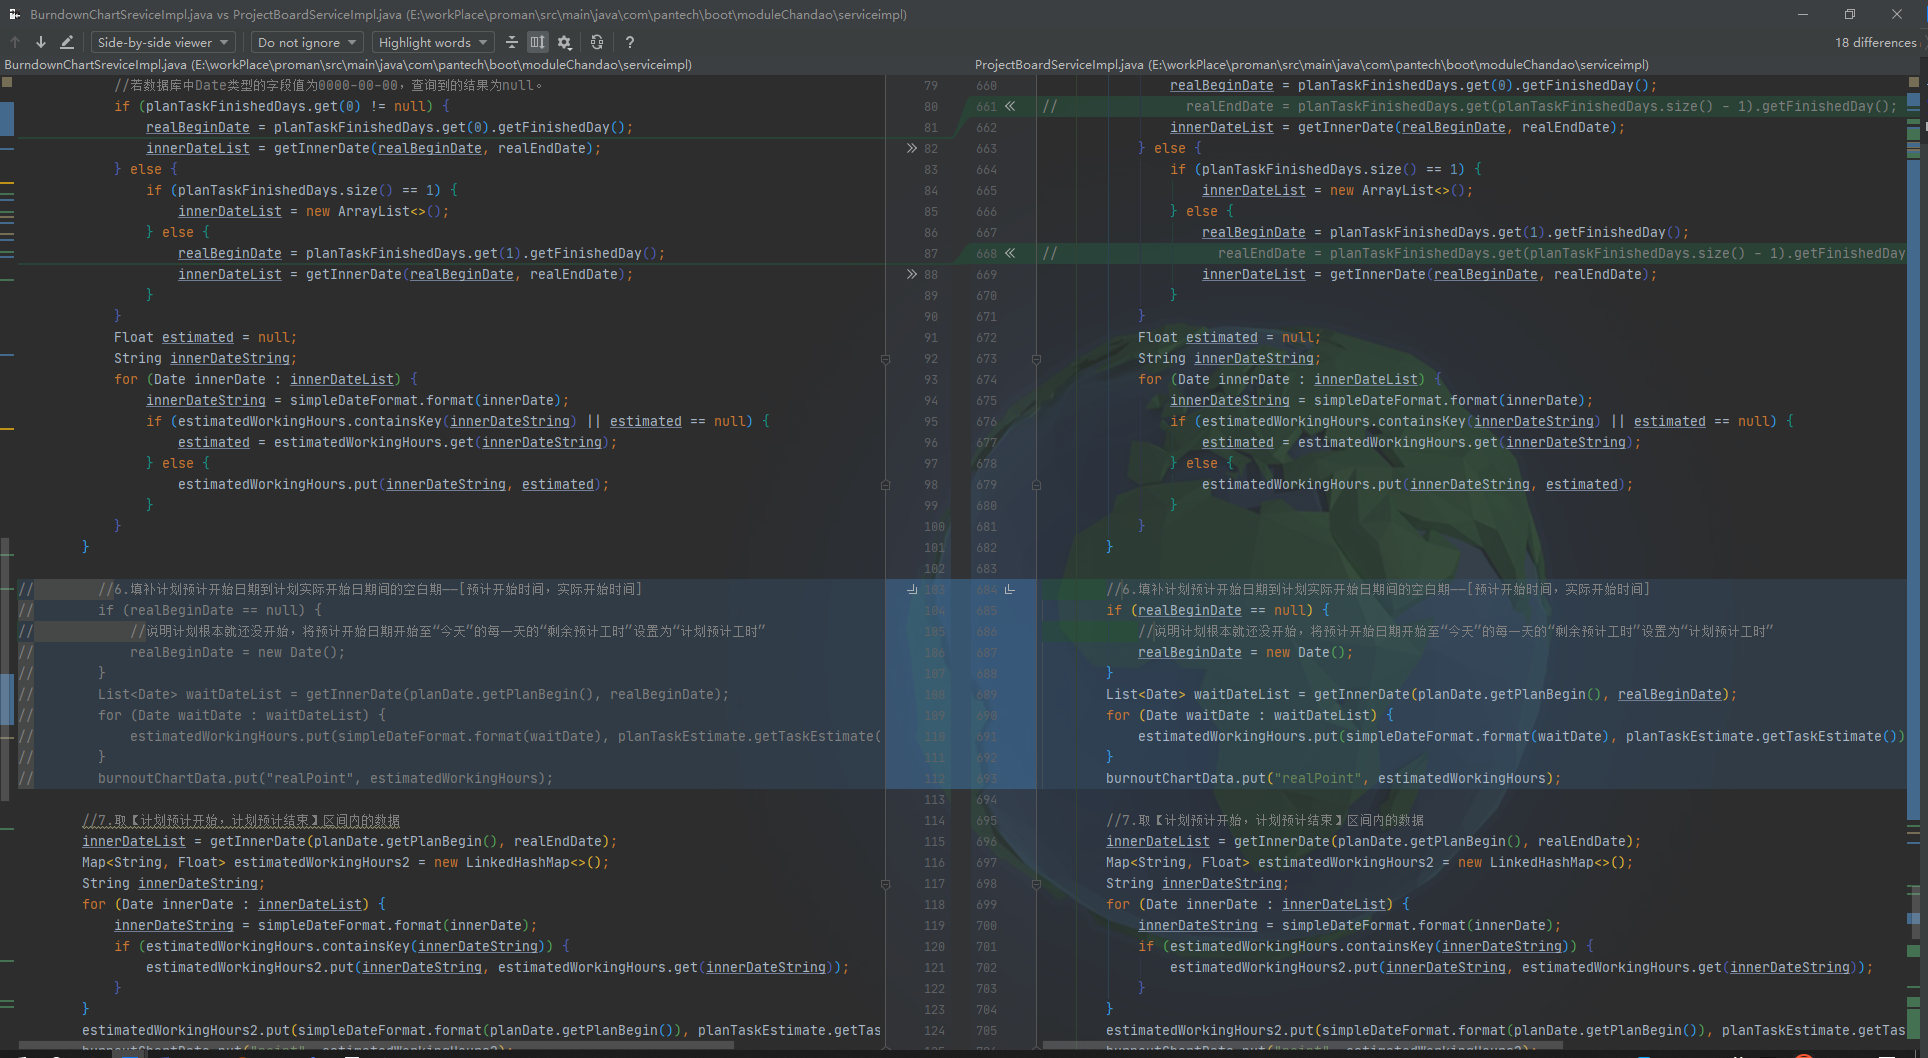 BurndownChartSreviceImpl.java vs ProjectBoardServiceImpl.java (E:\workPlace\proman\src\main\java\com\pantech\boot\moduleChandao\serviceimpl)
Side-by-side viewer Do not ignore Highlight words ? 18 differences
BurndownChartSreviceImpl.java (E:\workPlace\proman\src\main\java\com\pantech\boot\moduleChandao\serviceimpl)
//若数据库中Date类型的字段值为0000-00-00，查询到的结果为null。 79
if (planTaskFinishedDays.get(0) != null) { 80
realBeginDate = planTaskFinishedDays.get(0).getFinishedDay(); 81
innerDateList = getInnerDate(realBeginDate, realEndDate); 82
} else { 83
if (planTaskFinishedDays.size() == 1) { 84
innerDateList = new ArrayList<>(); 85
} else { 86
realBeginDate = planTaskFinishedDays.get(1).getFinishedDay(); 87
innerDateList = getInnerDate(realBeginDate, realEndDate); 88
} 89
} 90
Float estimated = null; 91
String innerDateString; 92
for (Date innerDate : innerDateList) { 93
innerDateString = simpleDateFormat.format(innerDate); 94
if (estimatedWorkingHours.containsKey(innerDateString) || estimated == null) { 95
estimated = estimatedWorkingHours.get(innerDateString); 96
} else { 97
estimatedWorkingHours.put(innerDateString, estimated); 98
} 99
} 100
} 101
102
// //6.填补计划预计开始日期到计划实际开始日期间的空白期——[预计开始时间，实际开始时间] 103
// if (realBeginDate == null) { 104
// //说明计划根本就还没开始，将预计开始日期开始至“今天”的每一天的“剩余预计工时”设置为“计划预计工时” 105
// realBeginDate = new Date(); 106
// } 107
// List<Date> waitDateList = getInnerDate(planDate.getPlanBegin(), realBeginDate); 108
// for (Date waitDate : waitDateList) { 109
// estimatedWorkingHours.put(simpleDateFormat.format(waitDate), planTaskEstimate.getTaskEstimate( 110
// } 111
// burnoutChartData.put("realPoint", estimatedWorkingHours); 112
113
//7.取【计划预计开始，计划预计结束】区间内的数据 114
innerDateList = getInnerDate(planDate.getPlanBegin(), realEndDate); 115
Map<String, Float> estimatedWorkingHours2 = new LinkedHashMap<>(); 116
String innerDateString; 117
for (Date innerDate : innerDateList) { 118
innerDateString = simpleDateFormat.format(innerDate); 119
if (estimatedWorkingHours.containsKey(innerDateString)) { 120
estimatedWorkingHours2.put(innerDateString, estimatedWorkingHours.get(innerDateString)); 121
} 122
} 123
estimatedWorkingHours2.put(simpleDateFormat.format(planDate.getPlanBegin()), planTaskEstimate.getTas 124
ProjectBoardServiceImpl.java (E:\workPlace\proman\src\main\java\com\pantech\boot\moduleChandao\serviceimpl)
660 realBeginDate = planTaskFinishedDays.get(0).getFinishedDay();
661 // realEndDate = planTaskFinishedDays.get(planTaskFinishedDays.size() - 1).getFinishedDay();
662 innerDateList = getInnerDate(realBeginDate, realEndDate);
663 } else {
664 if (planTaskFinishedDays.size() == 1) {
665 innerDateList = new ArrayList<>();
666 } else {
667 realBeginDate = planTaskFinishedDays.get(1).getFinishedDay();
668 // realEndDate = planTaskFinishedDays.get(planTaskFinishedDays.size() - 1).getFinishedDay
669 innerDateList = getInnerDate(realBeginDate, realEndDate);
670 }
671 }
672 Float estimated = null;
673 String innerDateString;
674 for (Date innerDate : innerDateList) {
675 innerDateString = simpleDateFormat.format(innerDate);
676 if (estimatedWorkingHours.containsKey(innerDateString) || estimated == null) {
677 estimated = estimatedWorkingHours.get(innerDateString);
678 } else {
679 estimatedWorkingHours.put(innerDateString, estimated);
680 }
681 }
682 }
683
684 //6.填补计划预计开始日期到计划实际开始日期间的空白期——[预计开始时间，实际开始时间]
685 if (realBeginDate == null) {
686 //说明计划根本就还没开始，将预计开始日期开始至“今天”的每一天的“剩余预计工时”设置为“计划预计工时”
687 realBeginDate = new Date();
688 }
689 List<Date> waitDateList = getInnerDate(planDate.getPlanBegin(), realBeginDate);
690 for (Date waitDate : waitDateList) {
691 estimatedWorkingHours.put(simpleDateFormat.format(waitDate), planTaskEstimate.getTaskEstimate())
692 }
693 burnoutChartData.put("realPoint", estimatedWorkingHours);
694
695 //7.取【计划预计开始，计划预计结束】区间内的数据
696 innerDateList = getInnerDate(planDate.getPlanBegin(), realEndDate);
697 Map<String, Float> estimatedWorkingHours2 = new LinkedHashMap<>();
698 String innerDateString;
699 for (Date innerDate : innerDateList) {
700 innerDateString = simpleDateFormat.format(innerDate);
701 if (estimatedWorkingHours.containsKey(innerDateString)) {
702 estimatedWorkingHours2.put(innerDateString, estimatedWorkingHours.get(innerDateString));
703 }
704 }
705 estimatedWorkingHours2.put(simpleDateFormat.format(planDate.getPlanBegin()), planTaskEstimate.getTas